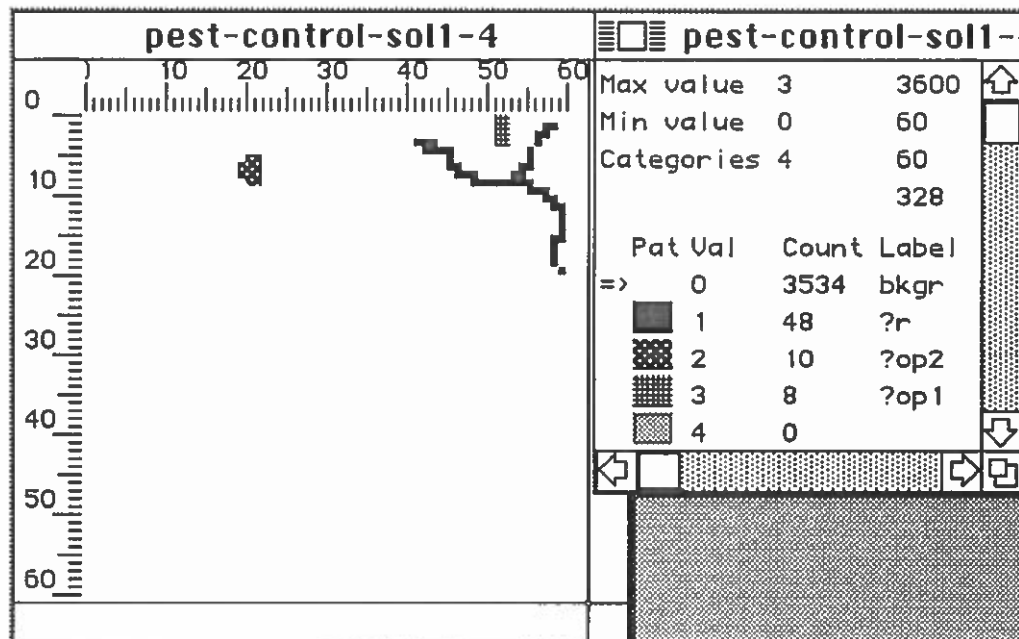 pest-control-sol1-4
pest-control-sol1-
) 10 20 30 40 50 60
0
10
20
30
40
50
60
Max value 3 3600
Min value 0 60
Categories 4 60
328
Pat Val Count Label
=> 0 3534 bkgr
1 48 ?r
2 10 ?op2
3 8 ?op1
4 0